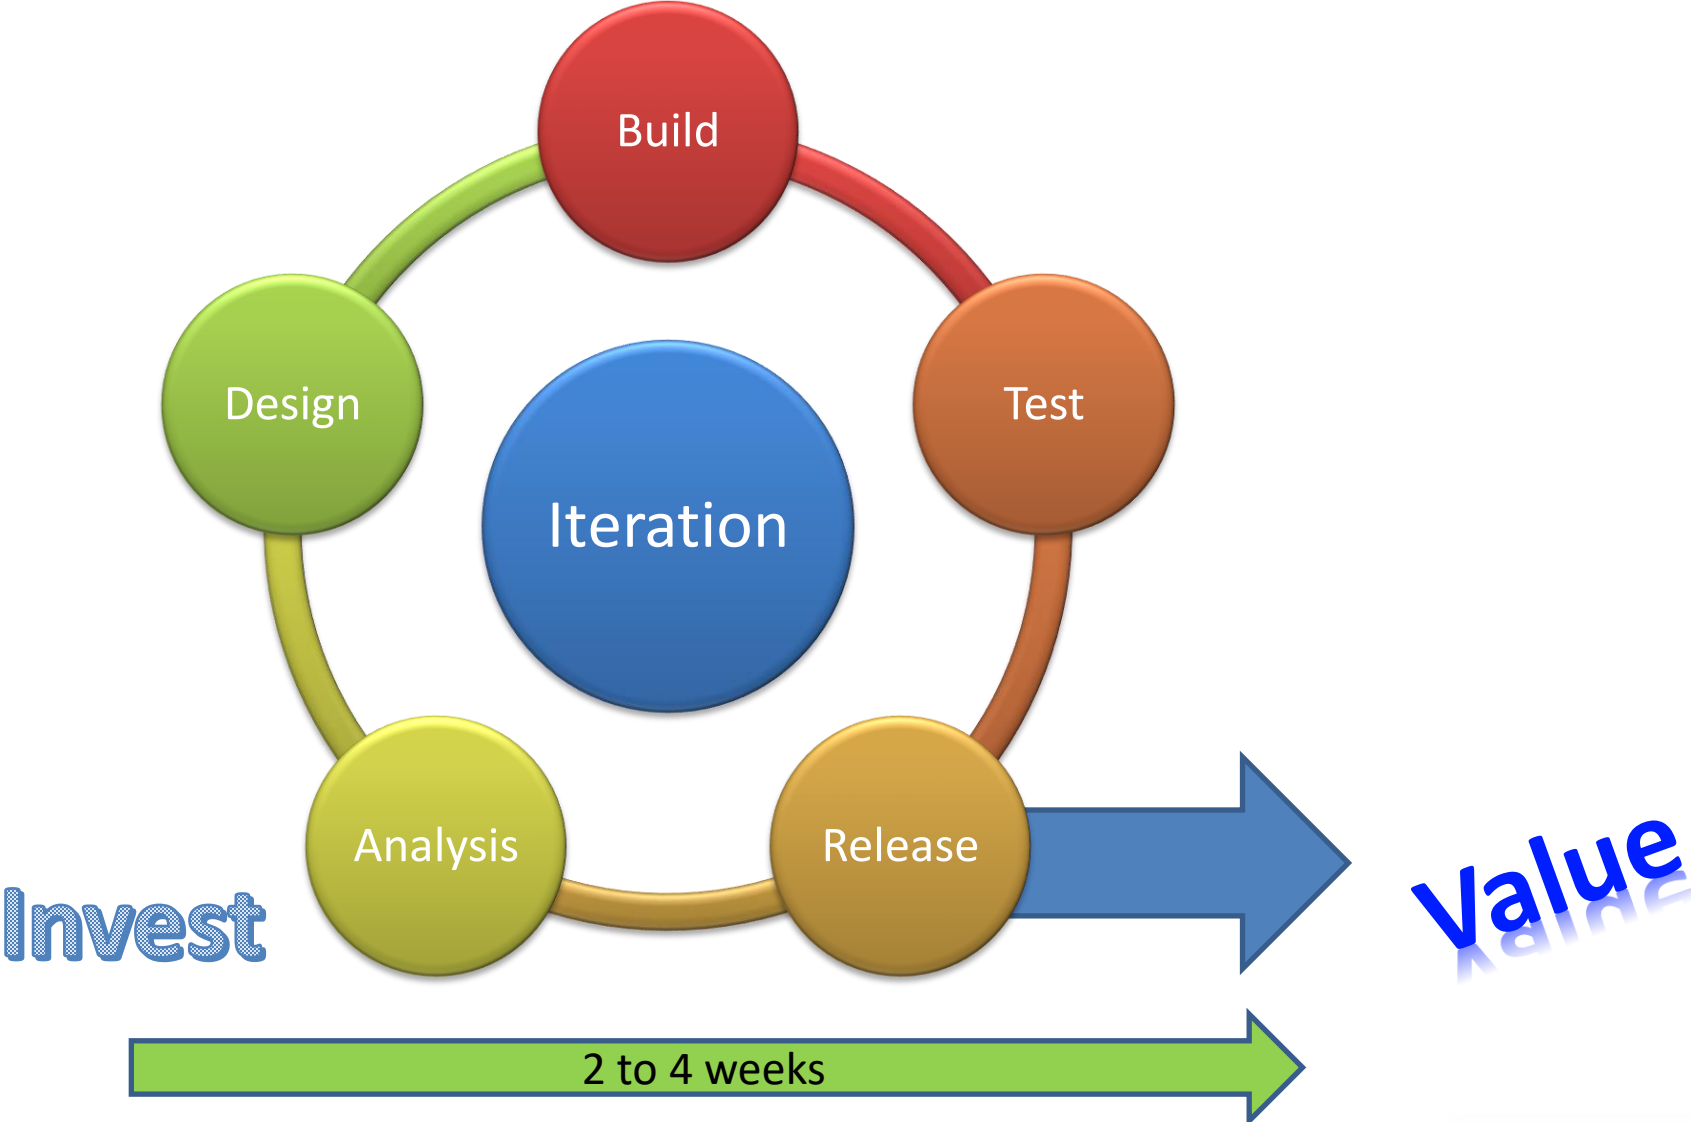 Build
Design
Test
Iteration
Analysis
Release
Invest
Value
2 to 4 weeks